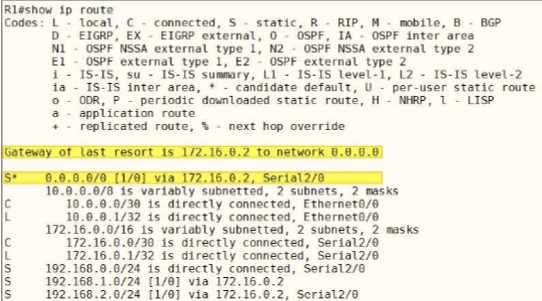 R1#show ip route
Codes: L - local, C - connected, S - static, R - RIP, M - mobile, B - BGP
D - EIGRP, EX - EIGRP external, O - OSPF, IA - OSPF inter area
N1 - OSPF NSSA external type 1, N2 - OSPF NSSA external type 2
E1 - OSPF external type 1, E2 - OSPF external type 2
i - IS-IS, su - IS-IS summary, L1 - IS-IS level-1, L2 - IS-IS level-2
ia - IS-IS inter area, * - candidate default, U - per-user static route
o - ODR, P - periodic downloaded static route, H - NHRP, l - LISP
a - application route
+ - replicated route, % - next hop override
Gateway of last resort is 172.16.0.2 to network 0.0.0.0
S* 0.0.0.0/0 [1/0] via 172.16.0.2, Serial2/0
10.0.0.0/8 is variably subnetted, 2 subnets, 2 masks
C 10.0.0.0/30 is directly connected, Ethernet0/0
L 10.0.0.1/32 is directly connected, Ethernet0/0
172.16.0.0/16 is variably subnetted, 2 subnets, 2 masks
C 172.16.0.0/30 is directly connected, Serial2/0
L 172.16.0.1/32 is directly connected, Serial2/0
S 192.168.0.0/24 is directly connected, Serial2/0
S 192.168.1.0/24 [1/0] via 172.16.0.2
S 192.168.2.0/24 [1/0] via 172.16.0.2, Serial2/0